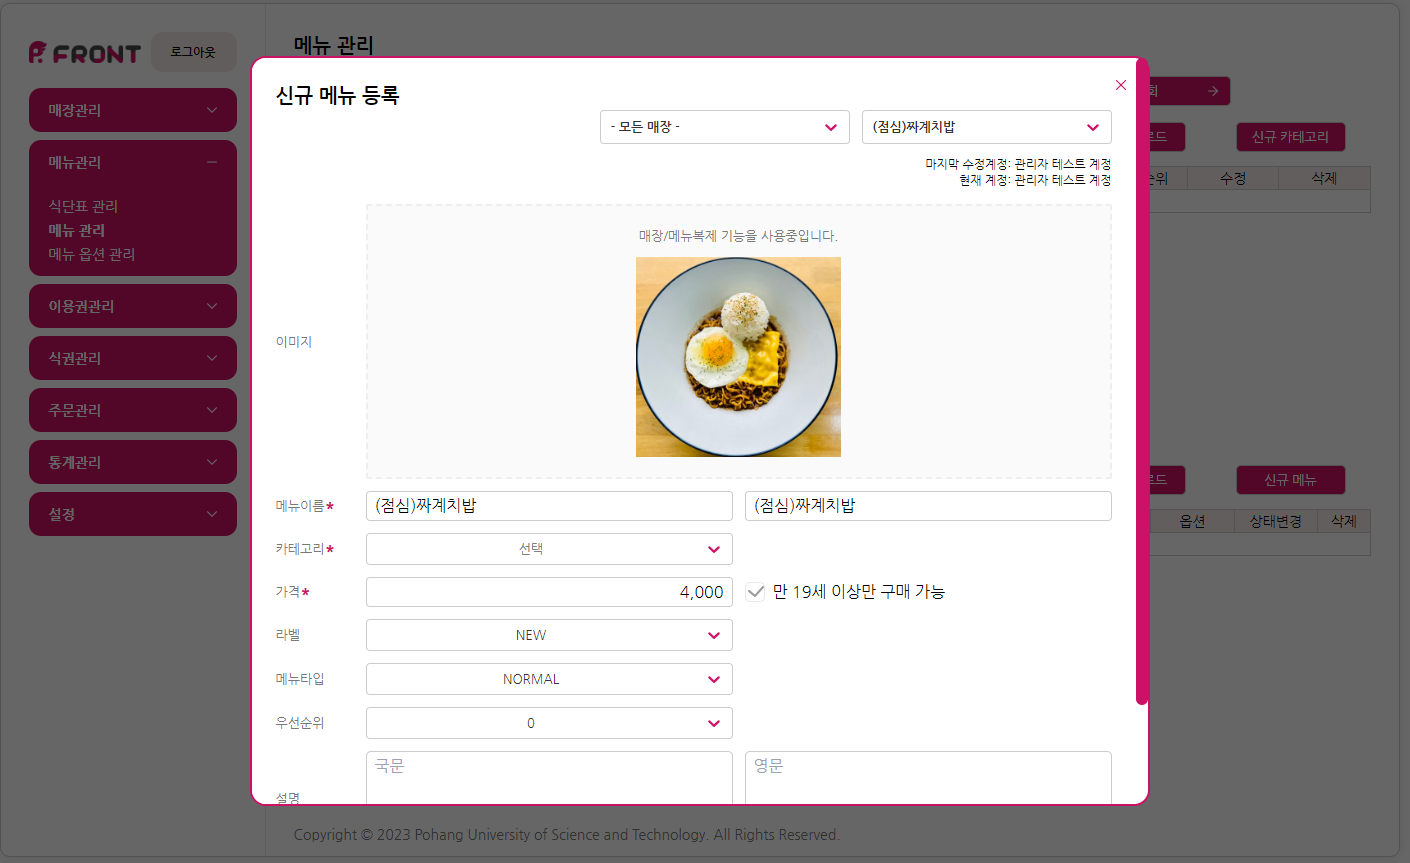 FRONT
로그아웃
매장관리
메뉴관리
식단표 관리
메뉴 관리
메뉴 옵션 관리
이용권관리
식권관리
주문관리
통계관리
설정
메뉴 관리
신규 카테고리
수정 삭제
신규 메뉴
옵션 상태변경 삭제
신규 메뉴 등록
- 모든 매장 - (점심)짜계치밥
마지막 수정계정: 관리자 테스트 계정
현재 계정: 관리자 테스트 계정
이미지
매장/메뉴복제 기능을 사용중입니다.
메뉴이름* (점심)짜계치밥 (점심)짜계치밥
카테고리* 선택
가격* 4,000 만 19세 이상만 구매 가능
라벨 NEW
메뉴타입 NORMAL
우선순위 0
설명 국문 영문
Copyright © 2023 Pohang University of Science and Technology. All Rights Reserved.